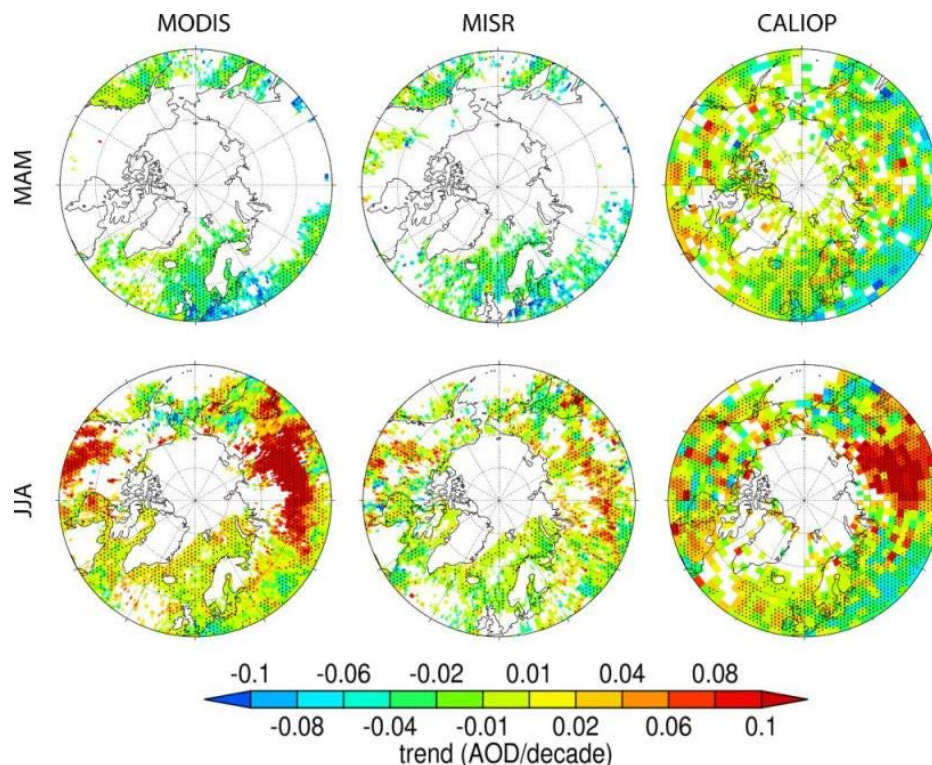 MODIS MISR CALIOP
MAM
JJA
-0.1 -0.06 -0.02 0.01 0.04 0.08
-0.08 -0.04 -0.01 0.02 0.06 0.1
trend (AOD/decade)